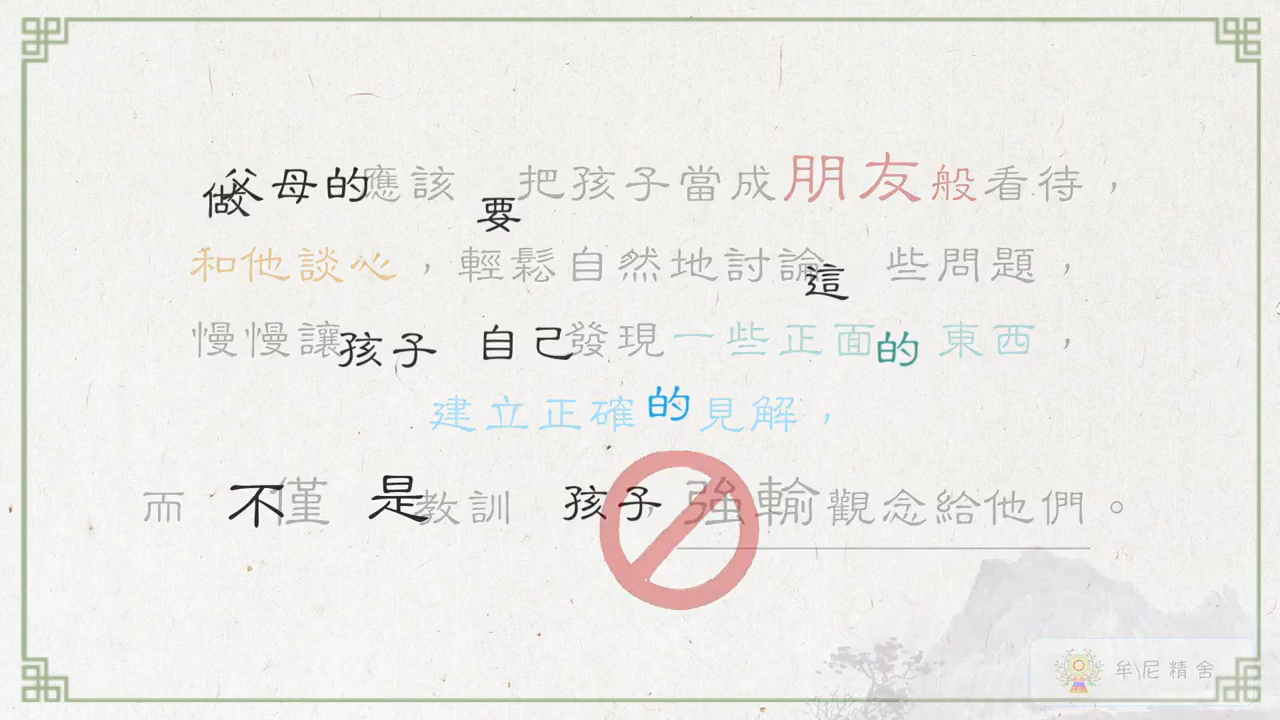 做父母的應該要把孩子當成朋友般看待，
和他談心，輕鬆自然地討論這些問題，
慢慢讓孩子自己發現一些正面的東西，
建立正確的見解，
而不僅是教訓孩子，強輸觀念給他們。
牟尼精舍